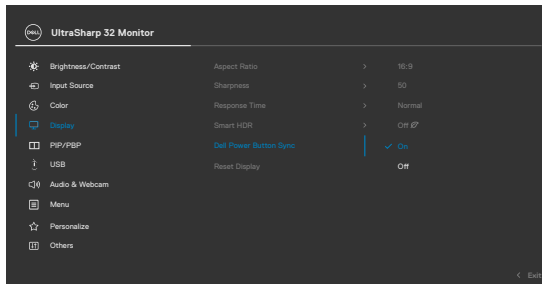 DELL UltraSharp 32 Monitor
Brightness/Contrast Aspect Ratio > 16:9
Input Source Sharpness > 50
Color Response Time > Normal
Display Smart HDR > Off
PIP/PBP Dell Power Button Sync On
USB Reset Display Off
Audio & Webcam
Menu
Personalize
Others
< Exit